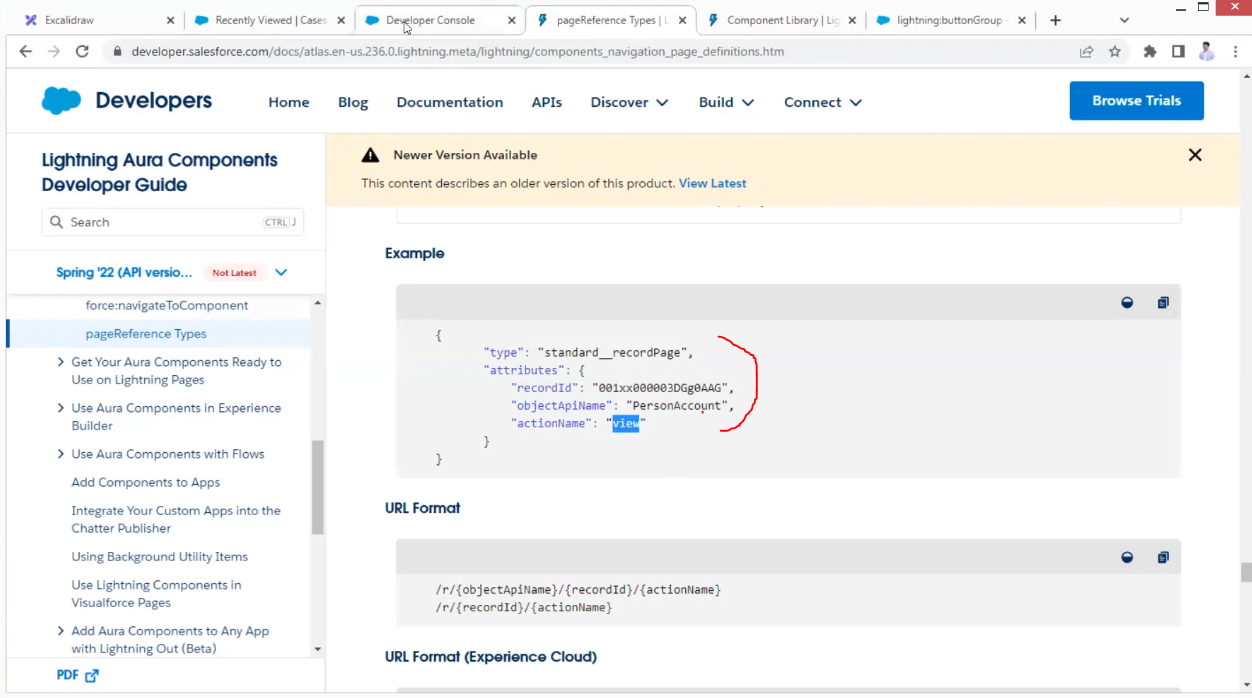 Excalidraw
Recently Viewed | Cases
Developer Console
pageReference Types | L
Component Library | Lig
lightning:buttonGroup
developer.salesforce.com/docs/atlas.en-us.236.0.lightning.meta/lightning/components_navigation_page_definitions.htm
Developers
Home
Blog
Documentation
APIs
Discover
Build
Connect
Browse Trials
Lightning Aura Components
Developer Guide
Search
CTRL J
Spring '22 (API versio...
Not Latest
force:navigateToComponent
pageReference Types
Get Your Aura Components Ready to
Use on Lightning Pages
Use Aura Components in Experience
Builder
Use Aura Components with Flows
Add Components to Apps
Integrate Your Custom Apps into the
Chatter Publisher
Using Background Utility Items
Use Lightning Components in
Visualforce Pages
Add Aura Components to Any App
with Lightning Out (Beta)
PDF
Newer Version Available
This content describes an older version of this product. View Latest
Example
{
"type": "standard__recordPage",
"attributes": {
"recordId": "001xx000003DGg0AAG",
"objectApiName": "PersonAccount",
"actionName": "view"
}
}
URL Format
/r/{objectApiName}/{recordId}/{actionName}
/r/{recordId}/{actionName}
URL Format (Experience Cloud)